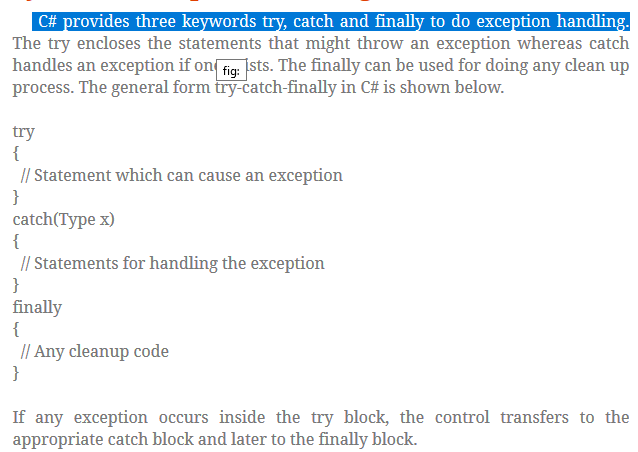 C# provides three keywords try, catch and finally to do exception handling.
The try encloses the statements that might throw an exception whereas catch
handles an exception if one ists. The finally can be used for doing any clean up
fig:
process. The general form try-catch-finally in C# is shown below.
try
{
// Statement which can cause an exception
}
catch(Type x)
{
// Statements for handling the exception
}
finally
{
// Any cleanup code
}
If any exception occurs inside the try block, the control transfers to the
appropriate catch block and later to the finally block.